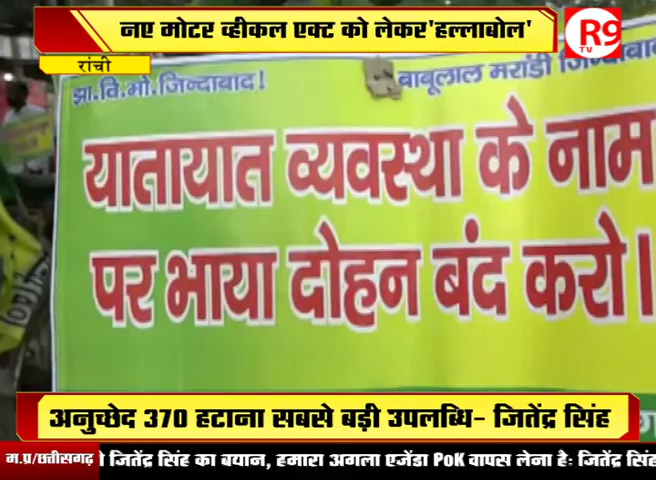 नए मोटर व्हीकल एक्ट को लेकर'हल्लाबोल'
R9
TV
रांची
झा.वि.मो.जिन्दाबाद! बाबूलाल मरांडी जिन्दाबाद
यातायात व्यवस्था के नाम
पर भाया दोहन बंद करो।
अनुच्छेद 370 हटाना सबसे बड़ी उपलब्धि- जितेंद्र सिंह
म.प्र/छत्तीसगढ़ जितेंद्र सिंह का बयान, हमारा अगला एजेंडा PoK वापस लेना है: जितेंद्र सिंह